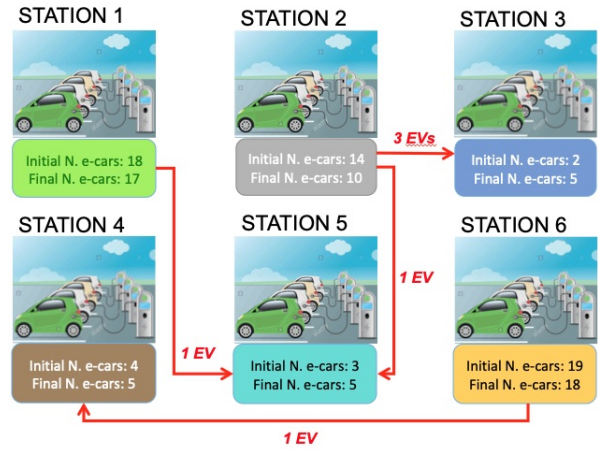 STATION 1
STATION 2
STATION 3
3 EVs
Initial N. e-cars: 18
Final N. cars: 17
Initial N. e-cars: 14
Final N. cars: 10
Initial N. e-cars: 2
Final N. cars: 5
STATION 4
STATION 5
STATION 6
1 EV
1 EV
Initial N. e-cars: 4
Final N. cars: 5
Initial N. e-cars: 3
Final N. e-cars: 5
Initial N. e-cars: 19
Final N. e-cars: 18
1 EV